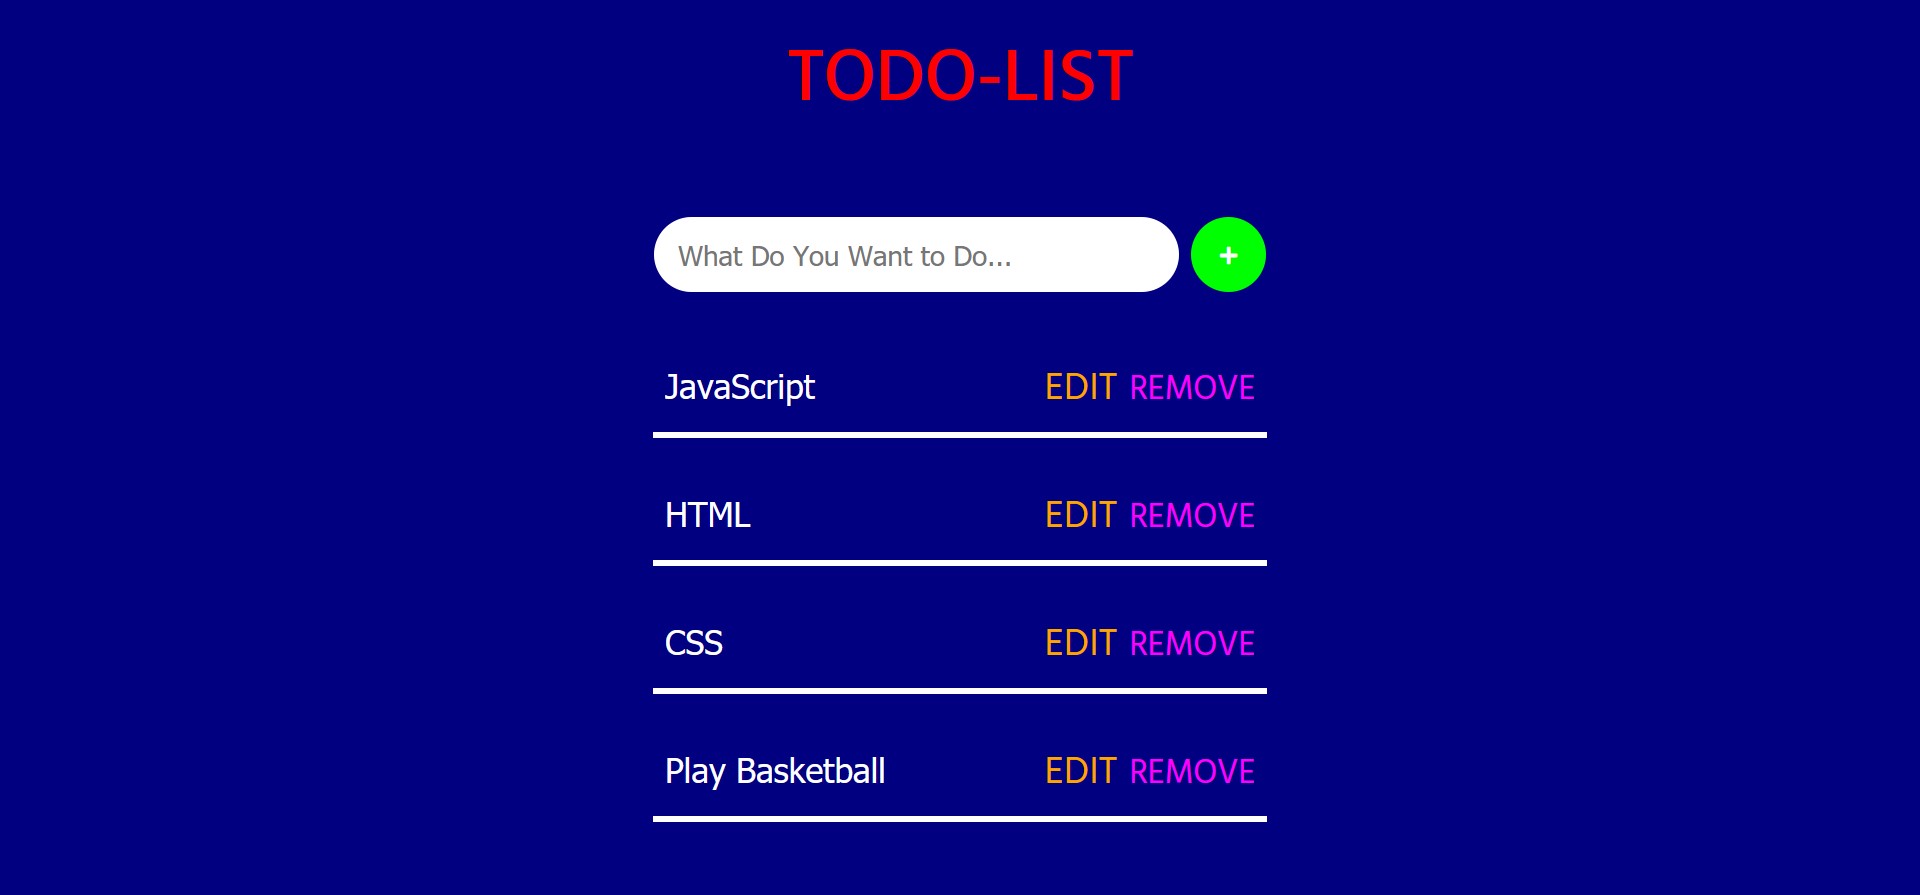 TODO-LIST
What Do You Want to Do...
+
JavaScript EDIT REMOVE
HTML EDIT REMOVE
CSS EDIT REMOVE
Play Basketball EDIT REMOVE